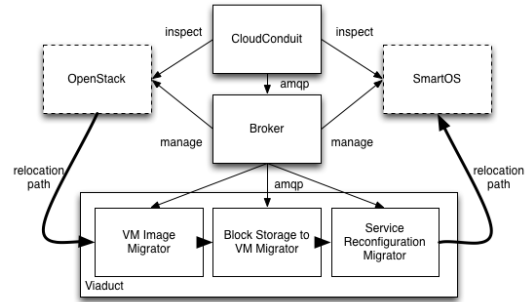 inspect
CloudConduit
inspect
OpenStack
SmartOS
amqp
Broker
manage
manage
relocation
path
amqp
relocation
path
VM Image
Migrator
Block Storage to
VM Migrator
Service
Reconfiguration
Migrator
Viaduct